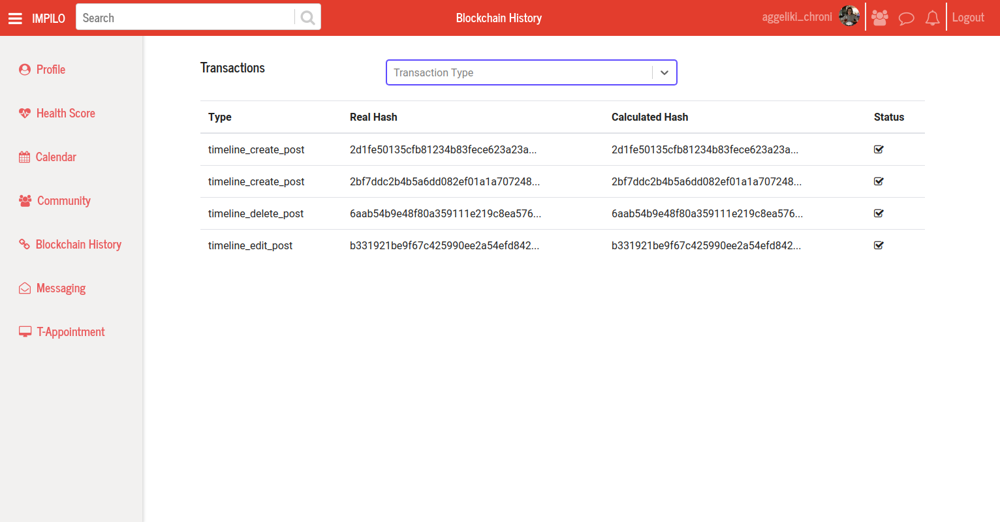 IMPILO
Search
Blockchain History
aggeliki_chroni
Logout
Profile
Health Score
Calendar
Community
Blockchain History
Messaging
T-Appointment
Transactions
Transaction Type
Type Real Hash Calculated Hash Status
timeline_create_post 2d1fe50135cfb81234b83fece623a23a... 2d1fe50135cfb81234b83fece623a23a...
timeline_create_post 2bf7ddc2b4b5a6dd082ef01a1a707248... 2bf7ddc2b4b5a6dd082ef01a1a707248...
timeline_delete_post 6aab54b9e48f80a359111e219c8ea576... 6aab54b9e48f80a359111e219c8ea576...
timeline_edit_post b331921be9f67c425990ee2a54efd842... b331921be9f67c425990ee2a54efd842...